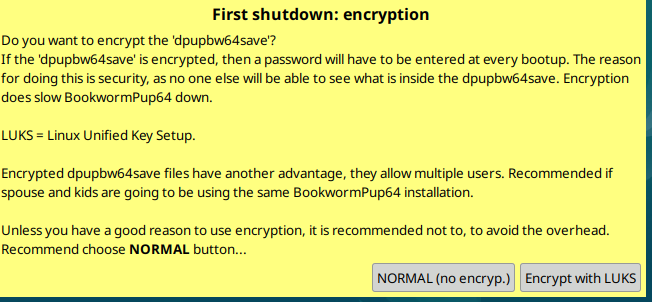 First shutdown: encryption
Do you want to encrypt the 'dpupbw64save'?
If the 'dpupbw64save' is encrypted, then a password will have to be entered at every bootup. The reason
for doing this is security, as no one else will be able to see what is inside the dpupbw64save. Encryption
does slow BookwormPup64 down.
LUKS = Linux Unified Key Setup.
Encrypted dpupbw64save files have another advantage, they allow multiple users. Recommended if
spouse and kids are going to be using the same BookwormPup64 installation.
Unless you have a good reason to use encryption, it is recommended not to, to avoid the overhead.
Recommend choose NORMAL button...
NORMAL (no encryp.) Encrypt with LUKS